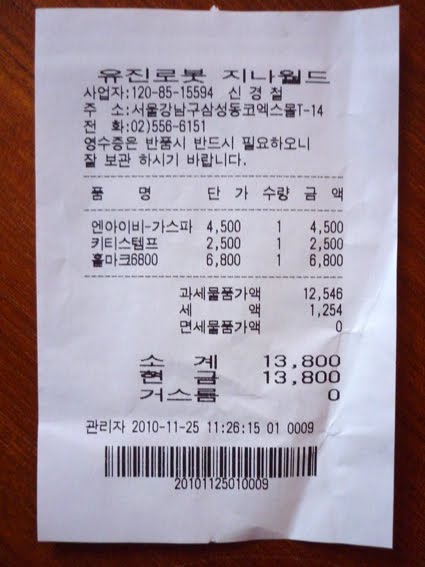 유진로봇 지나월드
사업자:120-85-15594 신 경 철
주 소:서울강남구삼성동코엑스몰T-14
전 화:02)556-6151
영수증은 반품시 반드시 필요하오니
잘 보관 하시기 바랍니다.
품 명 단 가 수량 금 액
엔아이비-가스파 4,500 1 4,500
키티스템프 2,500 1 2,500
홀마크6800 6,800 1 6,800
과세물품가액 12,546
세 액 1,254
면세물품가액 0
소 계 13,800
현 금 13,800
거스름 0
관리자 2010-11-25 11:26:15 01 0009
20101125010009